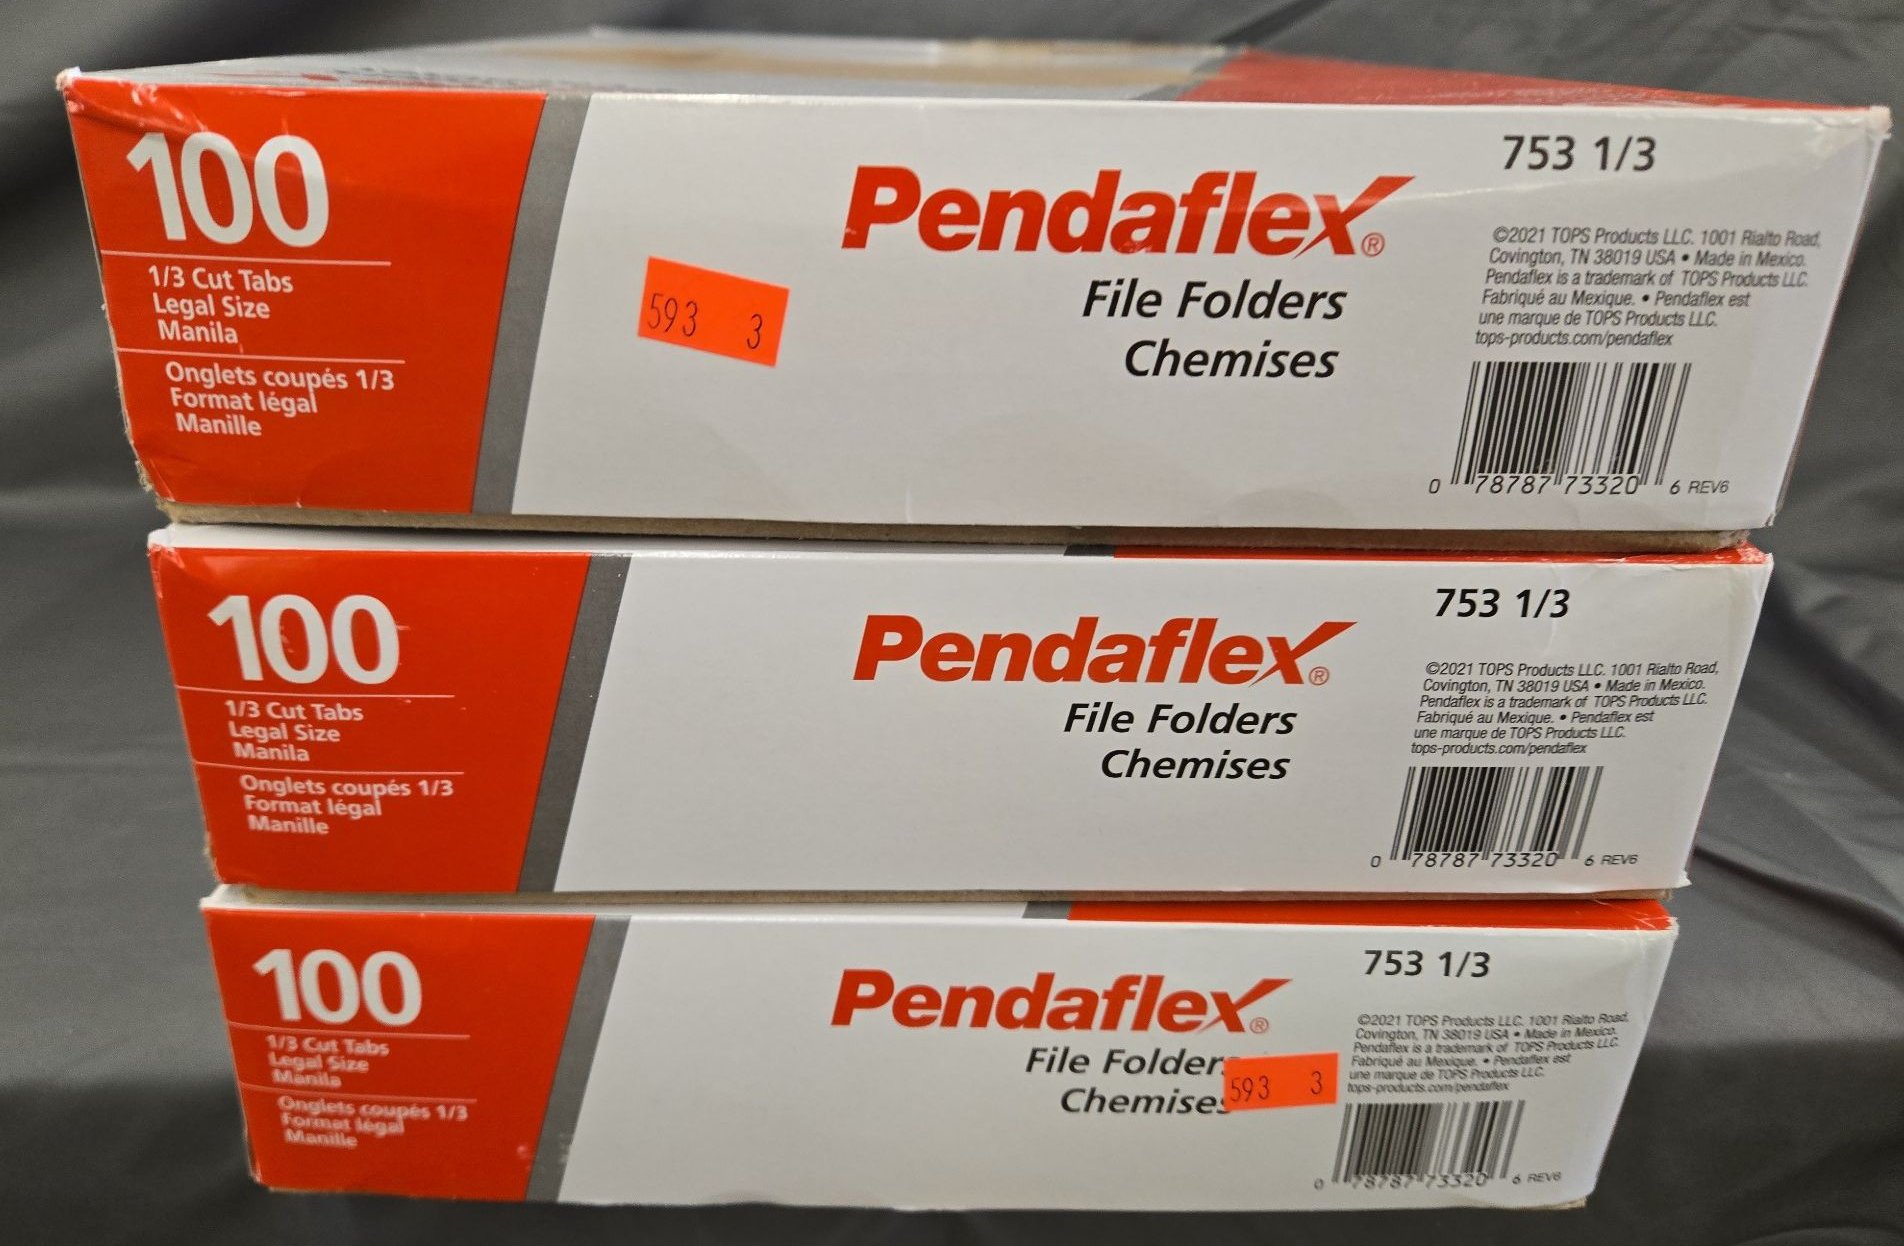 100
1/3 Cut Tabs
Legal Size
Manila
Onglets coupés 1/3
Format légal
Manille
593 3
Pendaflex®
File Folders
Chemises
753 1/3
©2021 TOPS Products LLC. 1001 Rialto Road,
Covington, TN 38019 USA • Made in Mexico.
Pendaflex is a trademark of TOPS Products LLC.
Fabriqué au Mexique. • Pendaflex est
une marque de TOPS Products LLC.
tops-products.com/pendaflex
0 78787 73320 6 REV6
100
1/3 Cut Tabs
Legal Size
Manila
Onglets coupés 1/3
Format légal
Manille
Pendaflex®
File Folders
Chemises
753 1/3
©2021 TOPS Products LLC. 1001 Rialto Road,
Covington, TN 38019 USA • Made in Mexico.
Pendaflex is a trademark of TOPS Products LLC.
Fabriqué au Mexique. • Pendaflex est
une marque de TOPS Products LLC.
tops-products.com/pendaflex
0 78787 73320 6 REV6
100
1/3 Cut Tabs
Legal Size
Manila
Onglets coupés 1/3
Format légal
Manille
Pendaflex®
File Folder
Chemises
593 3
753 1/3
©2021 TOPS Products LLC. 1001 Rialto Road,
Covington, TN 38019 USA • Made in Mexico.
Pendaflex is a trademark of TOPS Products LLC.
Fabriqué au Mexique. • Pendaflex est
une marque de TOPS Products LLC.
tops-products.com/pendaflex
0 78787 73320 6 REV6